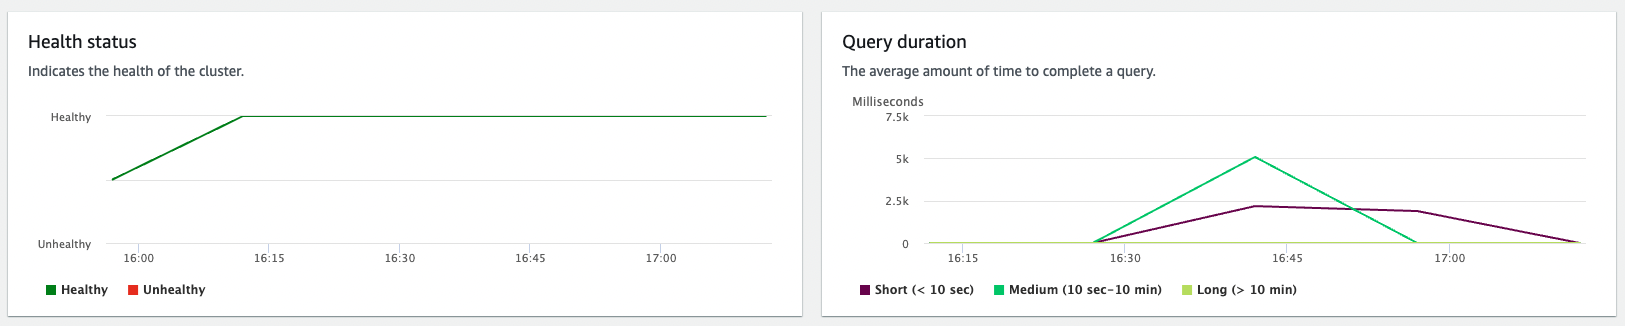 Health status
Indicates the health of the cluster.
Healthy
Unhealthy
16:00 16:15 16:30 16:45 17:00
Healthy Unhealthy
Query duration
The average amount of time to complete a query.
Milliseconds
7.5k
5k
2.5k
0
16:15 16:30 16:45 17:00
Short (< 10 sec) Medium (10 sec-10 min) Long (> 10 min)